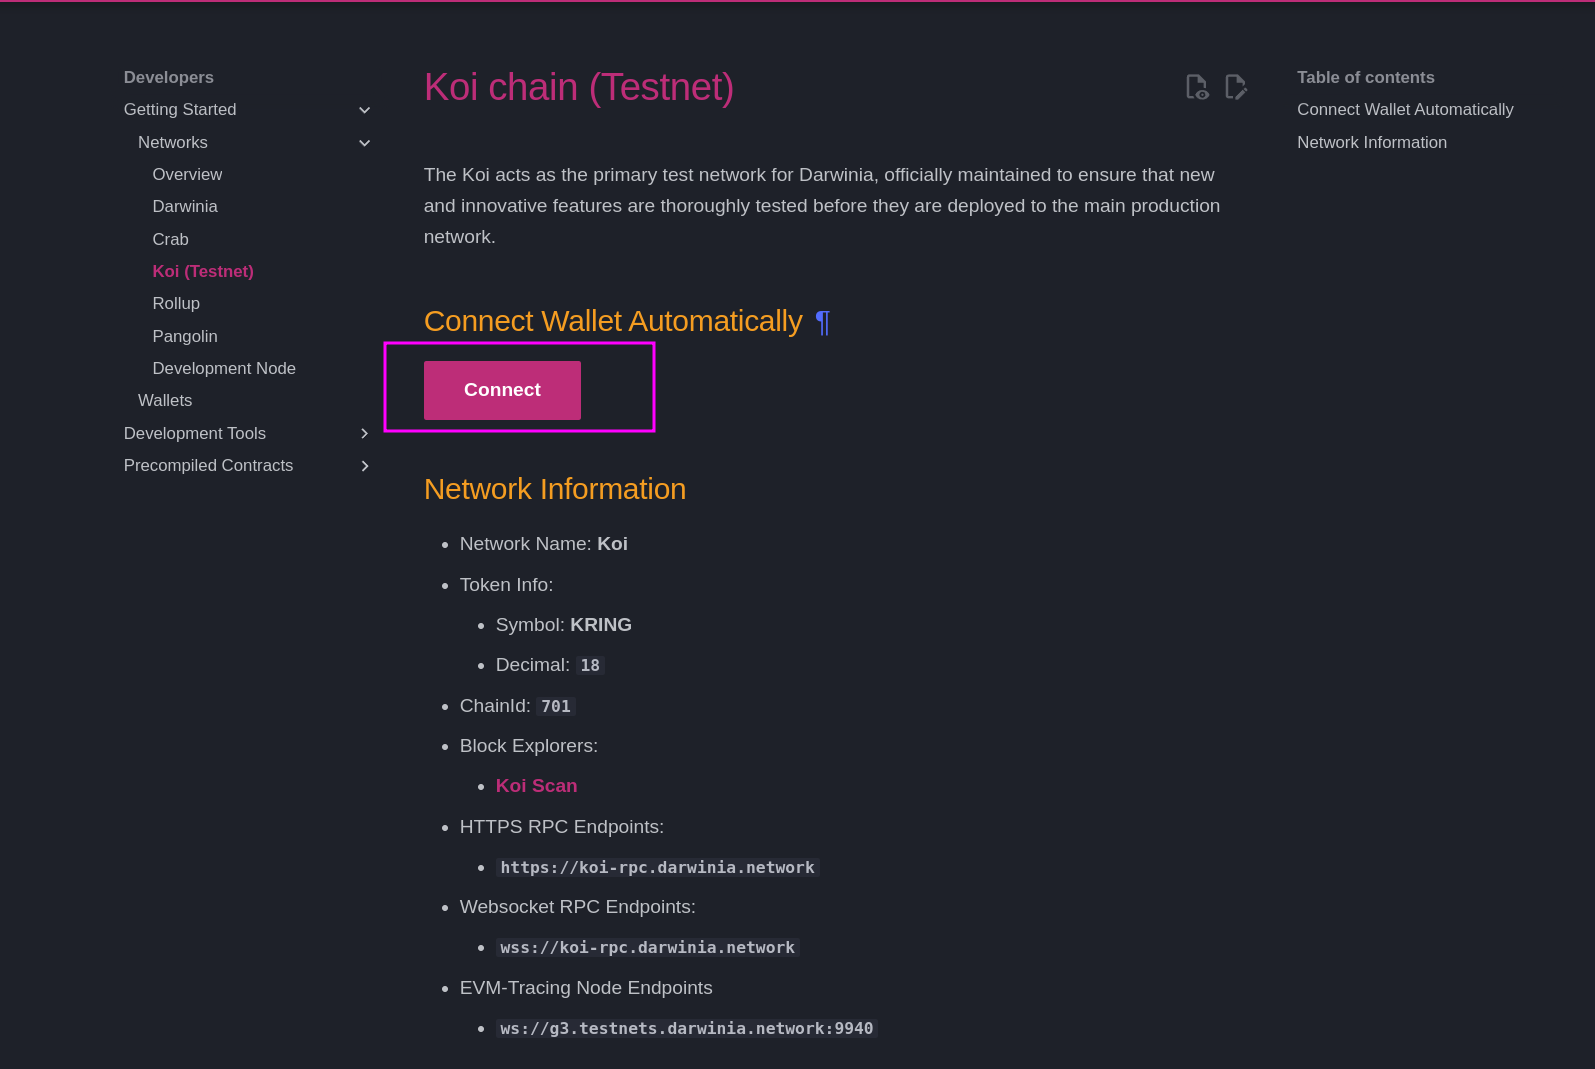 Developers
Getting Started
Networks
Overview
Darwinia
Crab
Koi (Testnet)
Rollup
Pangolin
Development Node
Wallets
Development Tools
Precompiled Contracts
Koi chain (Testnet)
The Koi acts as the primary test network for Darwinia, officially maintained to ensure that new
and innovative features are thoroughly tested before they are deployed to the main production
network.
Connect Wallet Automatically ¶
Connect
Network Information
• Network Name: Koi
• Token Info:
• Symbol: KRING
• Decimal: 18
• ChainId: 701
• Block Explorers:
• Koi Scan
• HTTPS RPC Endpoints:
• https://koi-rpc.darwinia.network
• Websocket RPC Endpoints:
• wss://koi-rpc.darwinia.network
• EVM-Tracing Node Endpoints
• ws://g3.testnets.darwinia.network:9940
Table of contents
Connect Wallet Automatically
Network Information